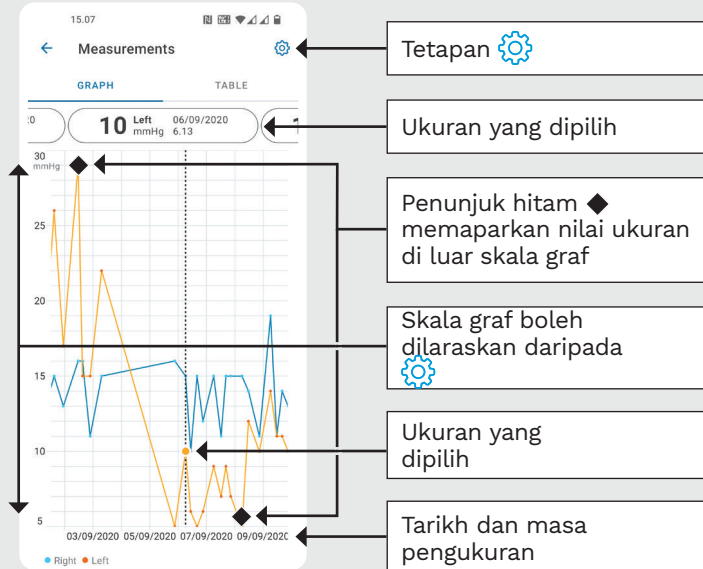 15.07
Measurements
GRAPH
TABLE
10 Left mmHg 06/09/2020 6.13
30
mmHg
25
20
15
10
5
03/09/2020 05/09/2020 07/09/2020 09/09/2020
Right Left
Tetapan
Ukuran yang dipilih
Penunjuk hitam ◆
memaparkan nilai ukuran
di luar skala graf
Skala graf boleh
dilaraskan daripada
Ukuran yang
dipilih
Tarikh dan masa
pengukuran